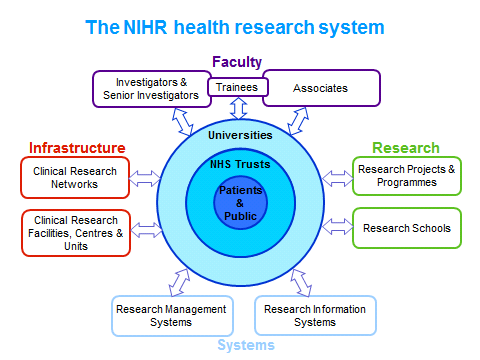 The NIHR health research system
Faculty
Investigators &
Senior Investigators
Trainees
Associates
Universities
Infrastructure
Research
NHS Trusts
Clinical Research
Networks
Patients
&
Public
Research Projects &
Programmes
Clinical Research
Facilities, Centres &
Units
Research Schools
Research Management
Systems
Research Information
Systems
Systems